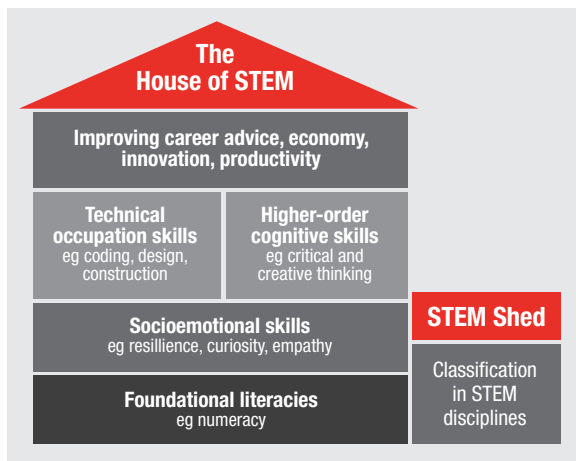 The
House of STEM
Improving career advice, economy,
innovation, productivity
Technical
occupation skills
eg coding, design,
construction
Higher-order
cognitive skills
eg critical and
creative thinking
Socioemotional skills
eg resillience, curiosity, empathy
Foundational literacies
eg numeracy
STEM Shed
Classification
in STEM
disciplines